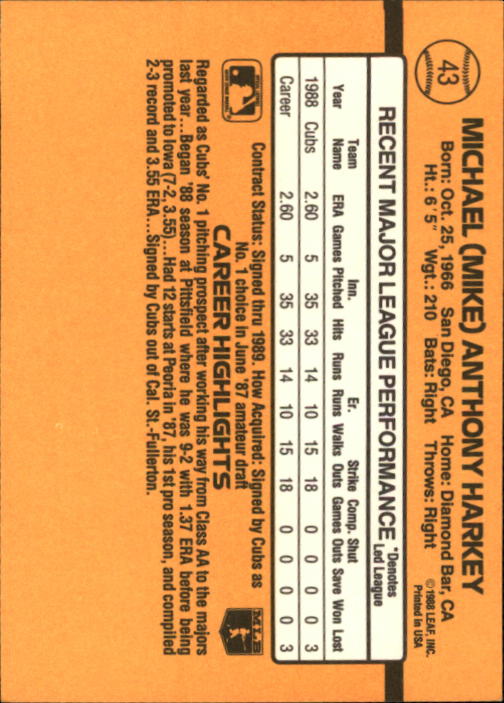 43
MICHAEL (MIKE) ANTHONY HARKEY
Born: Oct. 25, 1966 San Diego, CA Home: Diamond Bar, CA
Ht.: 6' 5" Wgt.: 210 Bats: Right Throws: Right
©1988 LEAF, INC.
Printed in USA
RECENT MAJOR LEAGUE PERFORMANCE *Denotes
Led League
Team Inn. Er. Strike Comp. Shut
Year Name ERA Games Pitched Hits Runs Runs Walks Outs Games Outs Save Won Lost
1988 Cubs 2.60 5 35 33 14 10 15 18 0 0 0 0 3
Career 2.60 5 35 33 14 10 15 18 0 0 0 0 3
Contract Status: Signed thru 1989. How Acquired: Signed by Cubs as
No. 1 choice in June '87 amateur draft
CAREER HIGHLIGHTS
MLB
Regarded as Cubs' No. 1 pitching prospect after working his way from Class AA to the majors
last year...Began '88 season at Pittsfield where he was 9-2 with 1.37 ERA before being
promoted to Iowa (7-2, 3.55)...Had 12 starts at Peoria in '87, his 1st pro season, and compiled
2-3 record and 3.55 ERA...Signed by Cubs out of Cal. St.-Fullerton.